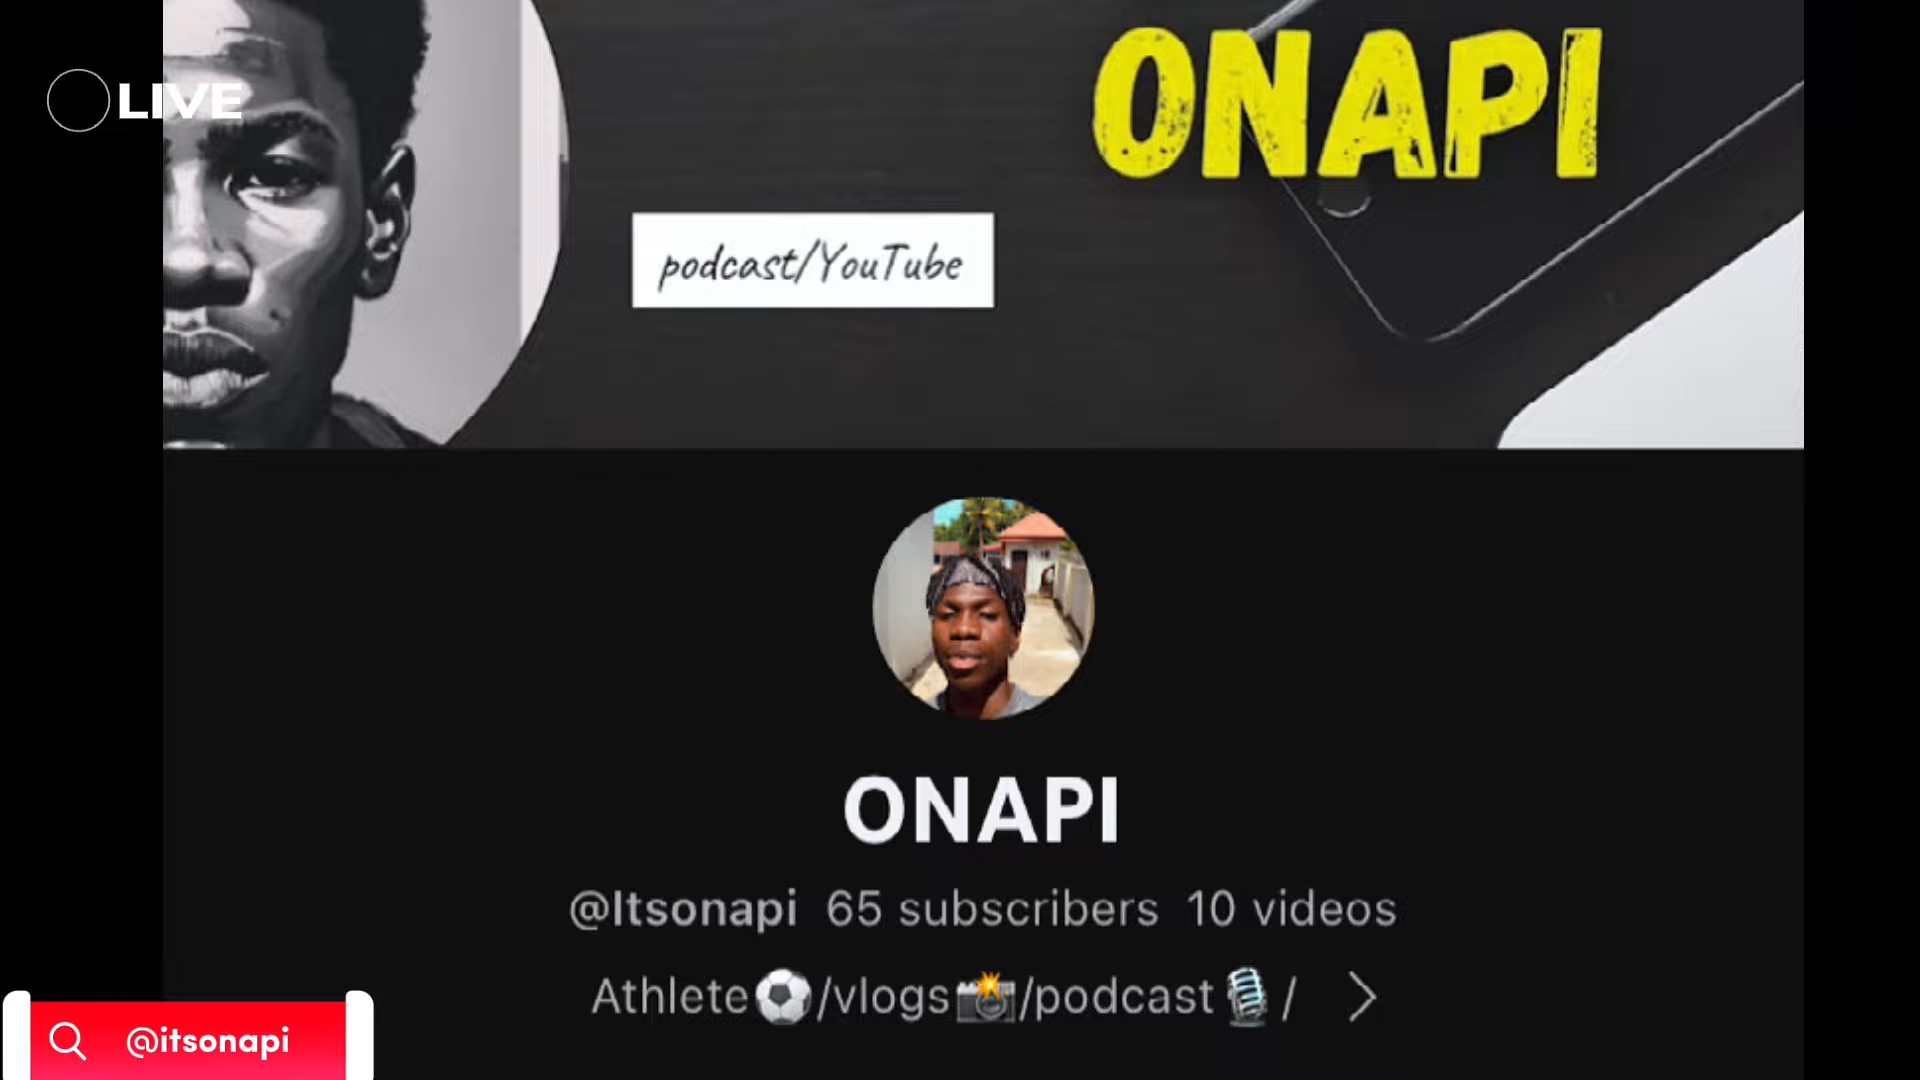 LIVE
ONAPI
podcast/YouTube
ONAPI
@Itsonapi 65 subscribers 10 videos
Athlete⚽/vlogs📸/podcast🎙️/ >
@itsonapi